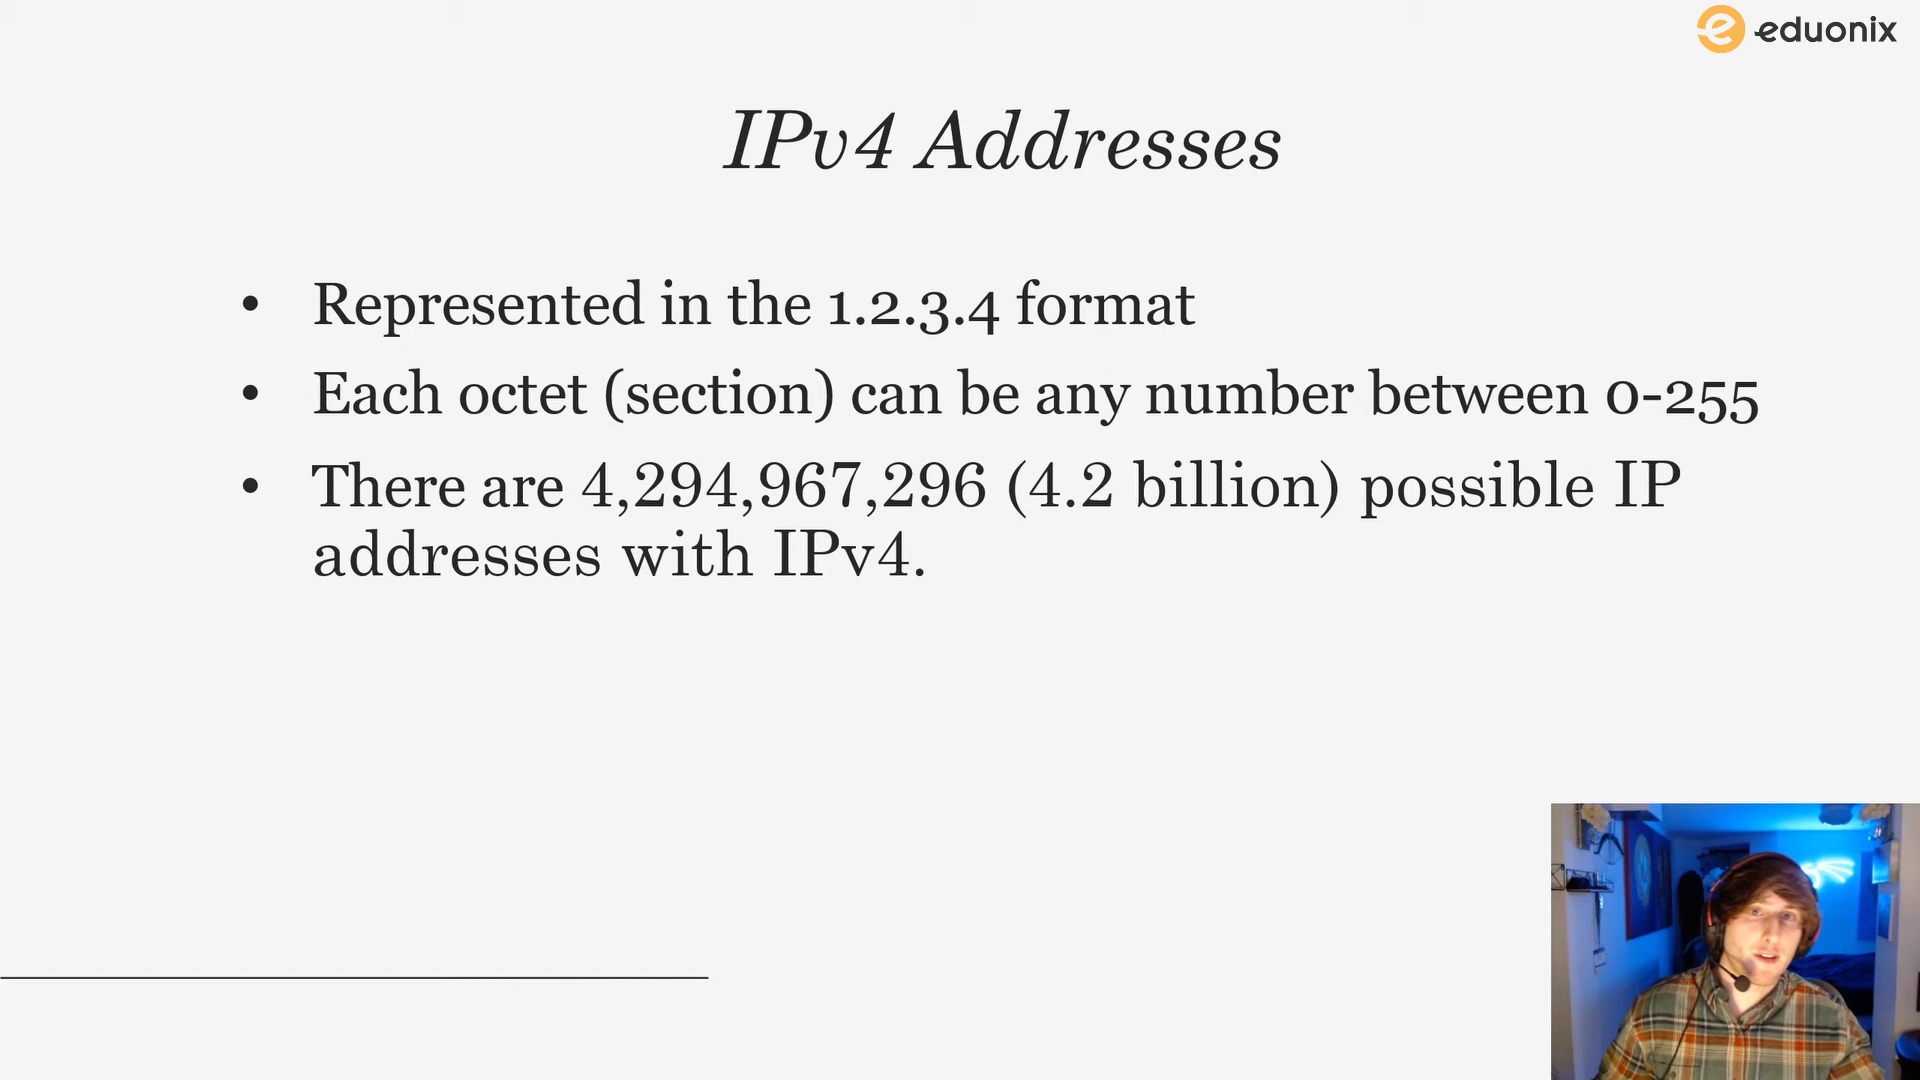 eduonix
IPv4 Addresses
• Represented in the 1.2.3.4 format
• Each octet (section) can be any number between 0-255
• There are 4,294,967,296 (4.2 billion) possible IP
addresses with IPv4.